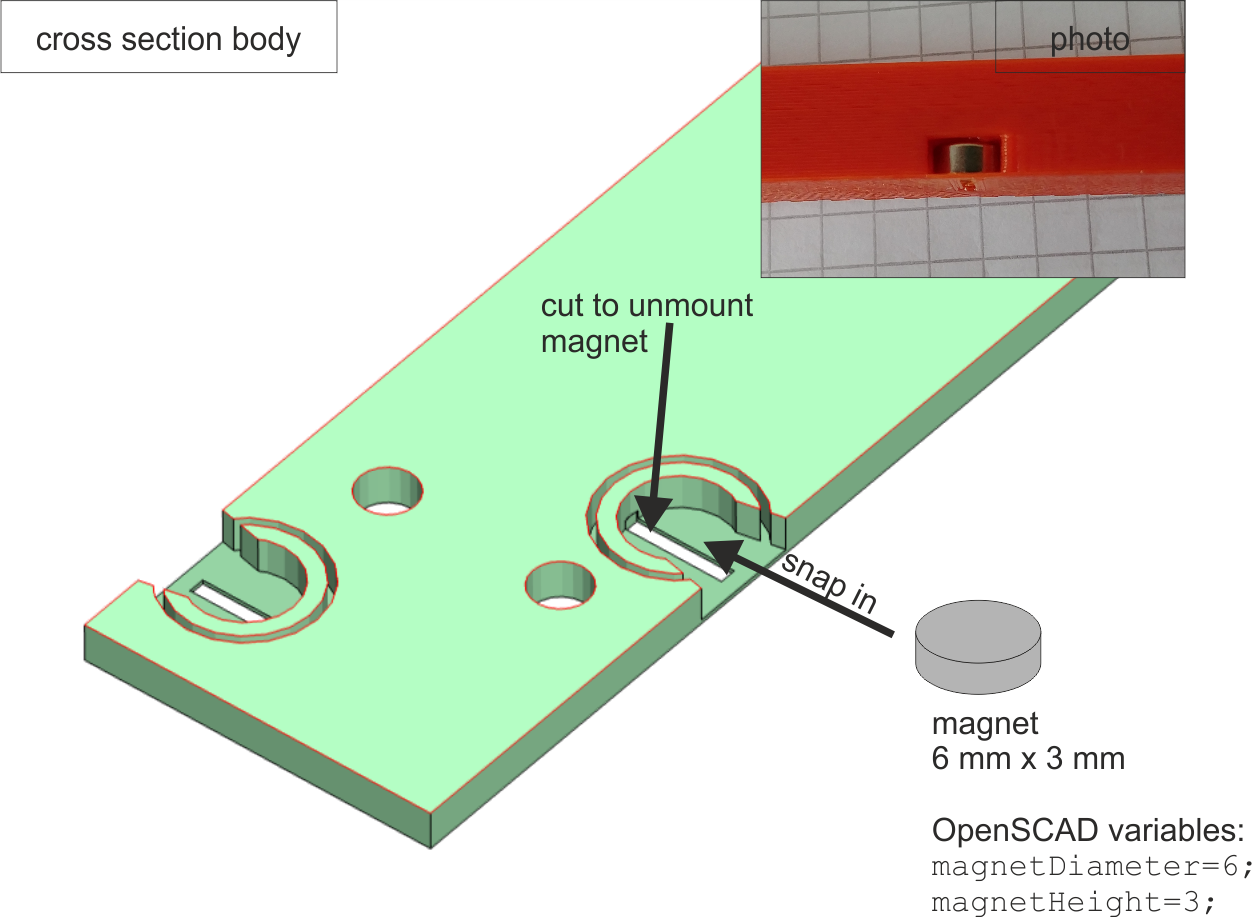 cross section body
photo
cut to unmount
magnet
snap in
magnet
6 mm x 3 mm
OpenSCAD variables:
magnetDiameter=6;
magnetHeight=3;